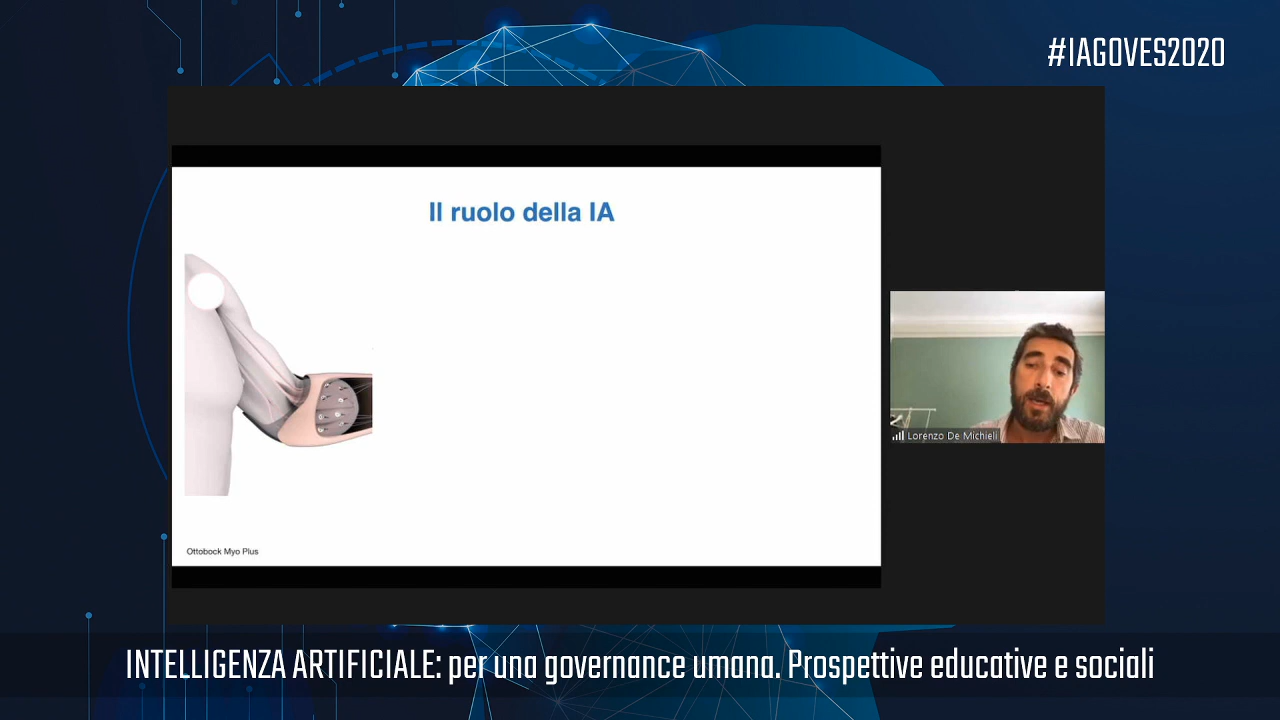 #IAGOVES2020
Il ruolo della IA
Lorenzo De Michieli
Ottobock Myo Plus
INTELLIGENZA ARTIFICIALE: per una governance umana. Prospettive educative e sociali